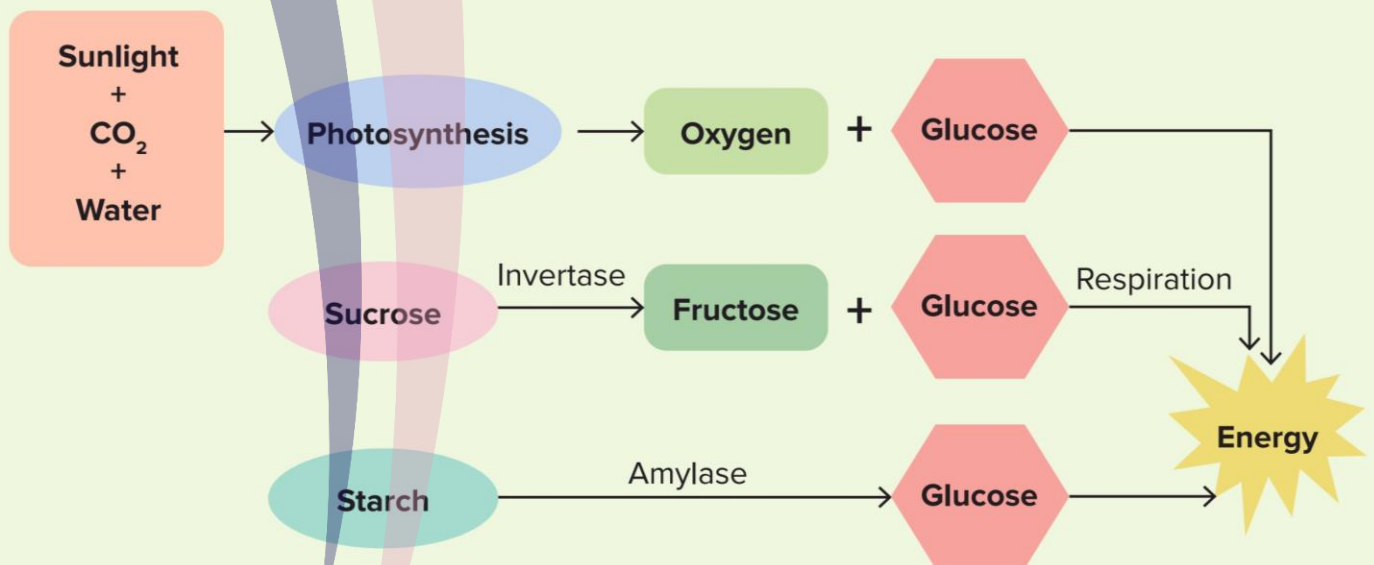 Sunlight
+
CO₂
+
Water
Photosynthesis
Oxygen + Glucose
Sucrose
Invertase
Fructose + Glucose
Respiration
Starch
Amylase
Glucose
Energy